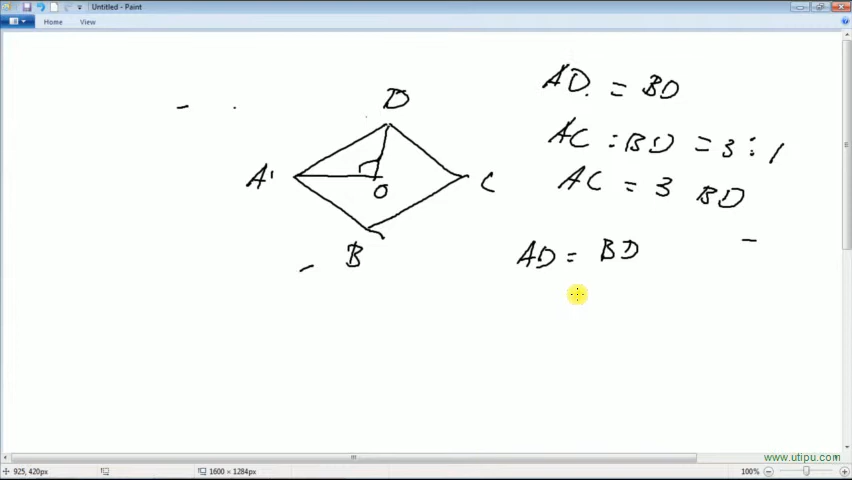 Untitled - Paint
Home View
D
A
O
C
B
AD. = BD
AC : BD = 3 : 1
AC = 3 BD
AD = BD
www.utipu.com
925, 420px
1600 × 1284px
100%